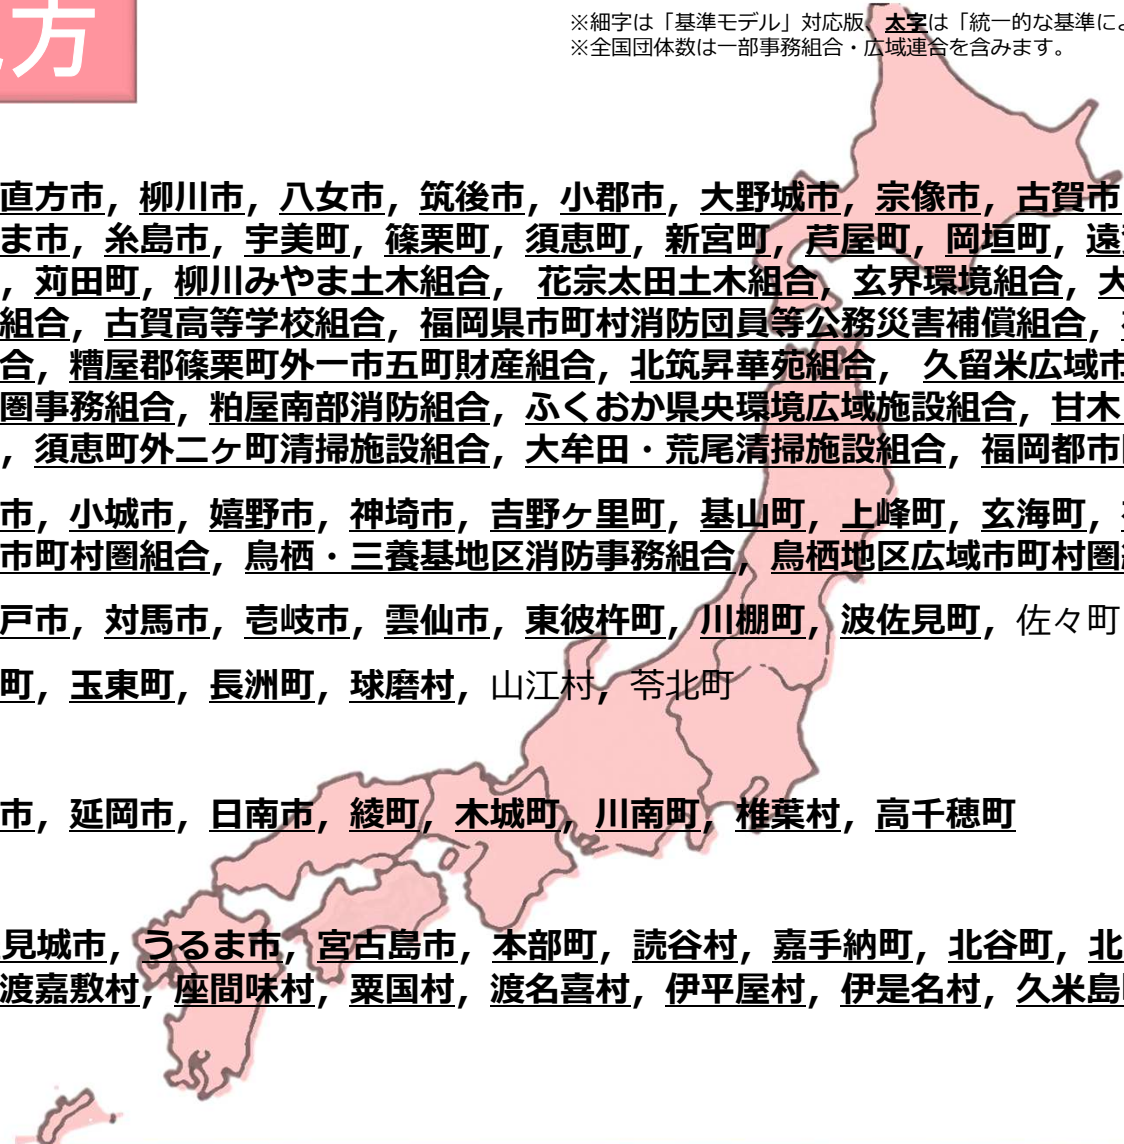 方
※細字は「基準モデル」対応版、太字は「統一的な基準によ
※全国団体数は一部事務組合・広域連合を含みます。
直方市，柳川市，八女市，筑後市，小郡市，大野城市，宗像市，古賀市
ま市，糸島市，宇美町，篠栗町，須恵町，新宮町，芦屋町，岡垣町，遠
，苅田町，柳川みやま土木組合， 花宗太田土木組合，玄界環境組合，大
組合，古賀高等学校組合，福岡県市町村消防団員等公務災害補償組合，
合，糟屋郡篠栗町外一市五町財産組合，北筑昇華苑組合， 久留米広域市
圏事務組合，粕屋南部消防組合，ふくおか県央環境広域施設組合，甘木
，須恵町外二ヶ町清掃施設組合，大牟田・荒尾清掃施設組合，福岡都市
市，小城市，嬉野市，神埼市，吉野ヶ里町，基山町，上峰町，玄海町，
市町村圏組合，鳥栖・三養基地区消防事務組合，鳥栖地区広域市町村圏
戸市，対馬市，壱岐市，雲仙市，東彼杵町，川棚町，波佐見町，佐々町
町，玉東町，長洲町，球磨村，山江村，苓北町
市，延岡市，日南市，綾町，木城町，川南町，椎葉村，高千穂町
見城市，うるま市，宮古島市，本部町，読谷村，嘉手納町，北谷町，北
渡嘉敷村，座間味村，粟国村，渡名喜村，伊平屋村，伊是名村，久米島